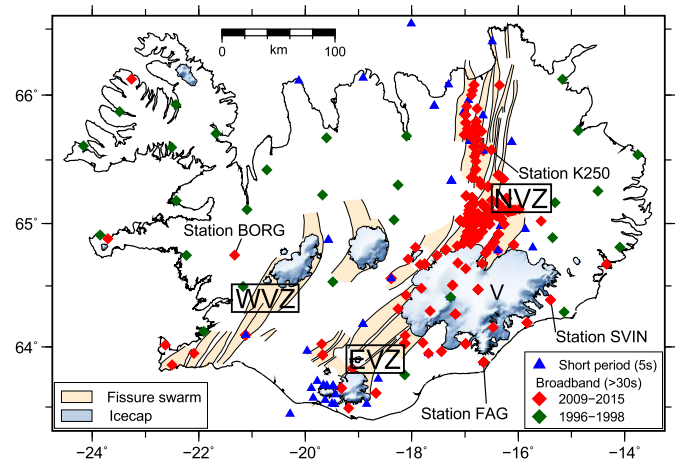 0 100
km
66°
65°
64°
Station K250
NVZ
Station BORG
WVZ
V
EVZ
Station SVIN
Station FAG
Fissure swarm
Icecap
Short period (5s)
Broadband (>30s)
2009−2015
1996−1998
−24° −22° −20° −18° −16° −14°